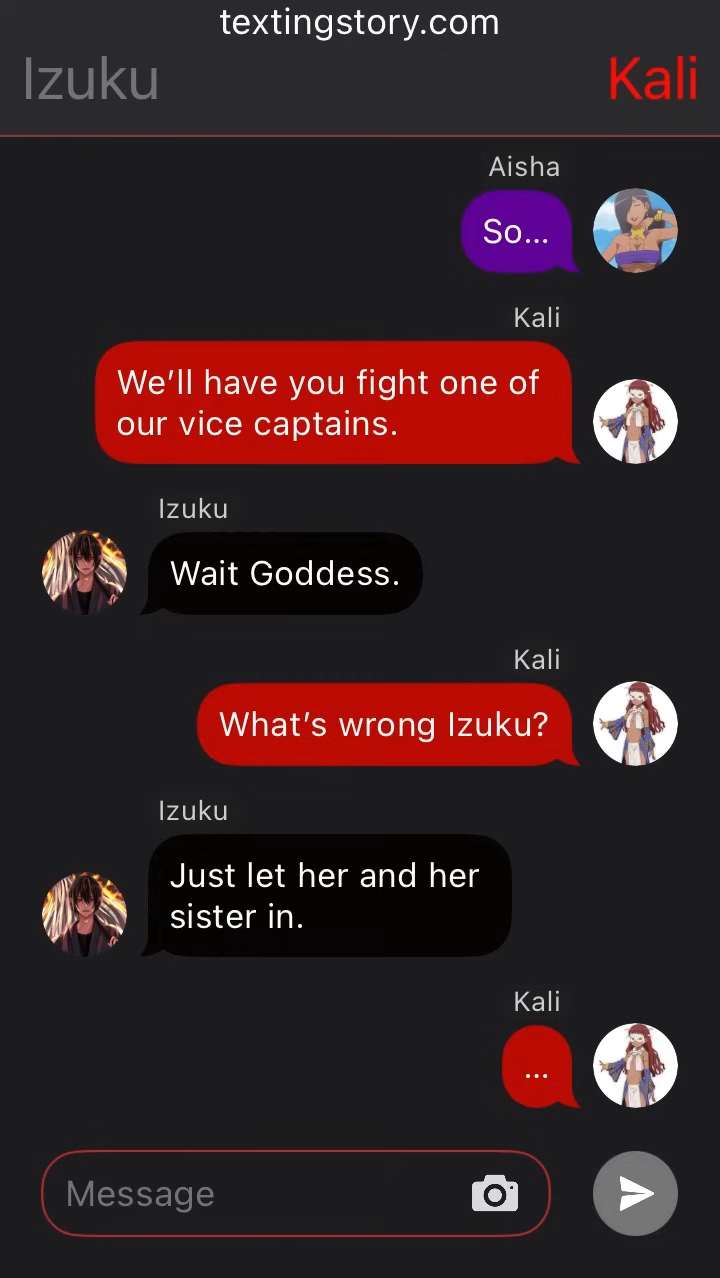 textingstory.com
Izuku
Kali
Aisha
So...
Kali
We’ll have you fight one of
our vice captains.
Izuku
Wait Goddess.
Kali
What’s wrong Izuku?
Izuku
Just let her and her
sister in.
Kali
...
Message